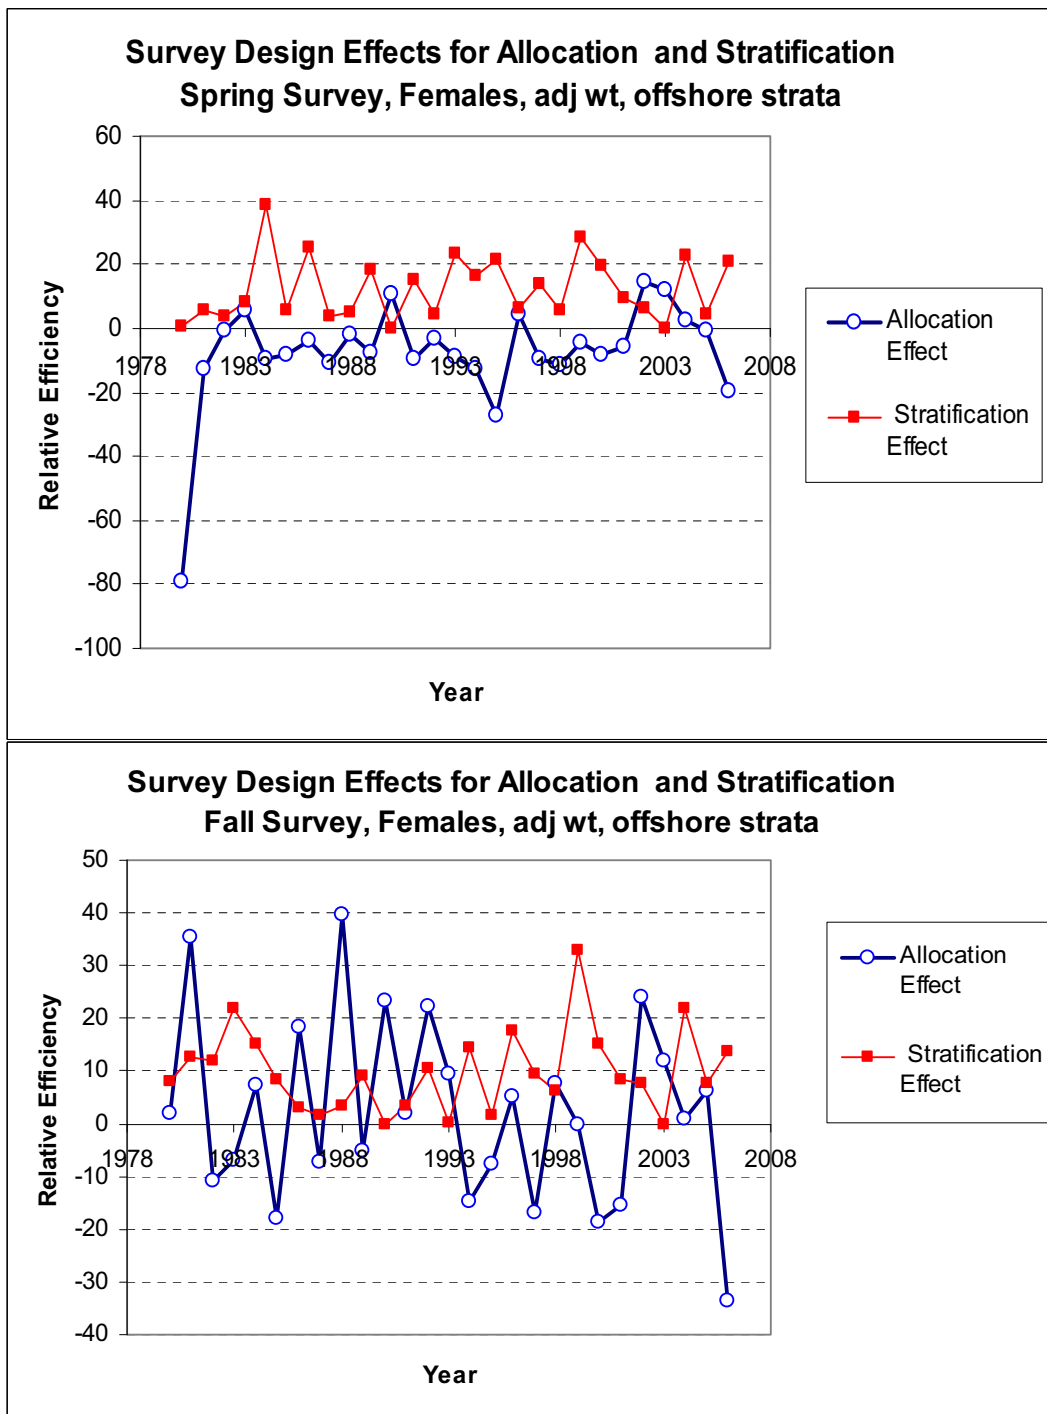 Survey Design Effects for Allocation and Stratification
Spring Survey, Females, adj wt, offshore strata
60
40
20
0
-20
-40
-60
-80
-100
1978 1983 1988 1993 1998 2003 2008
Relative Efficiency
Year
Allocation
Effect
Stratification
Effect
Survey Design Effects for Allocation and Stratification
Fall Survey, Females, adj wt, offshore strata
50
40
30
20
10
0
-10
-20
-30
-40
1978 1983 1988 1993 1998 2003 2008
Relative Efficiency
Year
Allocation
Effect
Stratification
Effect